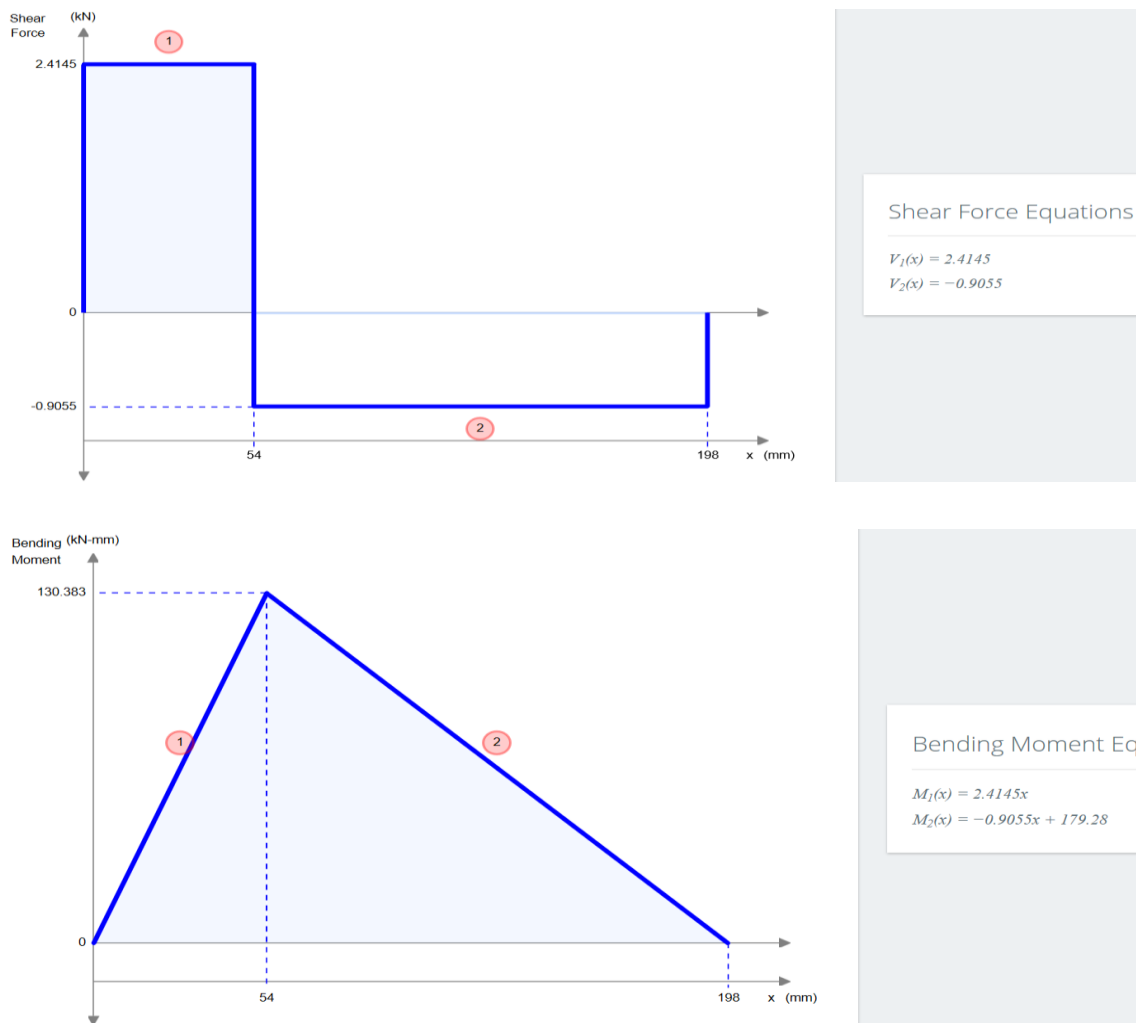 Shear (kN)
Force
1
2.4145
0
-0.9055
2
54 198 x (mm)
Shear Force Equations
V₁(x) = 2.4145
V₂(x) = −0.9055
Bending (kN-mm)
Moment
130.383
1 2
0
54 198 x (mm)
Bending Moment Eq
M₁(x) = 2.4145x
M₂(x) = −0.9055x + 179.28